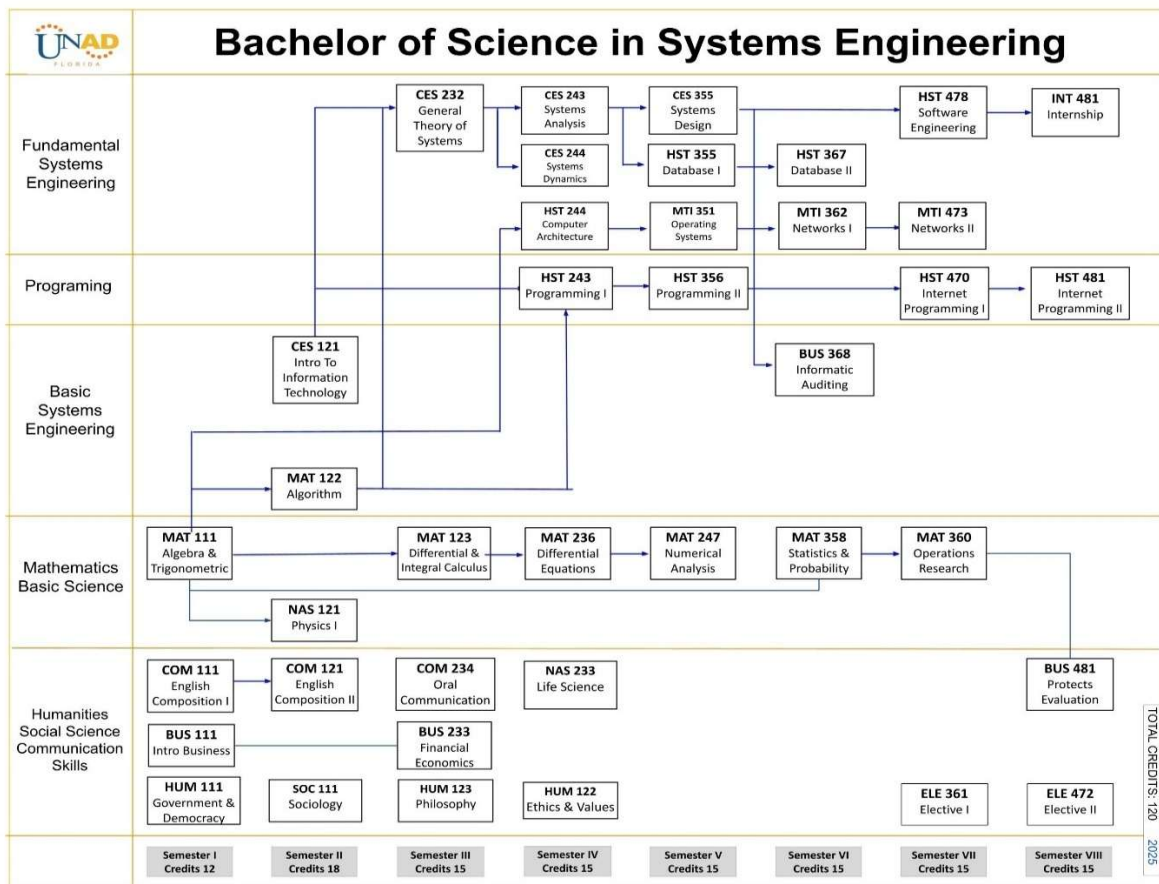 UNAD
FLORIDA
Bachelor of Science in Systems Engineering
Fundamental
Systems
Engineering
CES 232
General
Theory of
Systems
CES 243
Systems
Analysis
CES 355
Systems
Design
HST 478
Software
Engineering
INT 481
Internship
CES 244
Systems
Dynamics
HST 355
Database I
HST 367
Database II
HST 244
Computer
Architecture
MTI 351
Operating
Systems
MTI 362
Networks I
MTI 473
Networks II
Programing
HST 243
Programming I
HST 356
Programming II
HST 470
Internet
Programming I
HST 481
Internet
Programming II
Basic
Systems
Engineering
CES 121
Intro To
Information
Technology
BUS 368
Informatic
Auditing
MAT 122
Algorithm
Mathematics
Basic Science
MAT 111
Algebra &
Trigonometric
MAT 123
Differential &
Integral Calculus
MAT 236
Differential
Equations
MAT 247
Numerical
Analysis
MAT 358
Statistics &
Probability
MAT 360
Operations
Research
NAS 121
Physics I
Humanities
Social Science
Communication
Skills
COM 111
English
Composition I
COM 121
English
Composition II
COM 234
Oral
Communication
NAS 233
Life Science
BUS 481
Protects
Evaluation
BUS 111
Intro Business
BUS 233
Financial
Economics
HUM 111
Government &
Democracy
SOC 111
Sociology
HUM 123
Philosophy
HUM 122
Ethics & Values
ELE 361
Elective I
ELE 472
Elective II
TOTAL CREDITS: 120 2025
Semester I
Credits 12
Semester II
Credits 18
Semester III
Credits 15
Semester IV
Credits 15
Semester V
Credits 15
Semester VI
Credits 15
Semester VII
Credits 15
Semester VIII
Credits 15